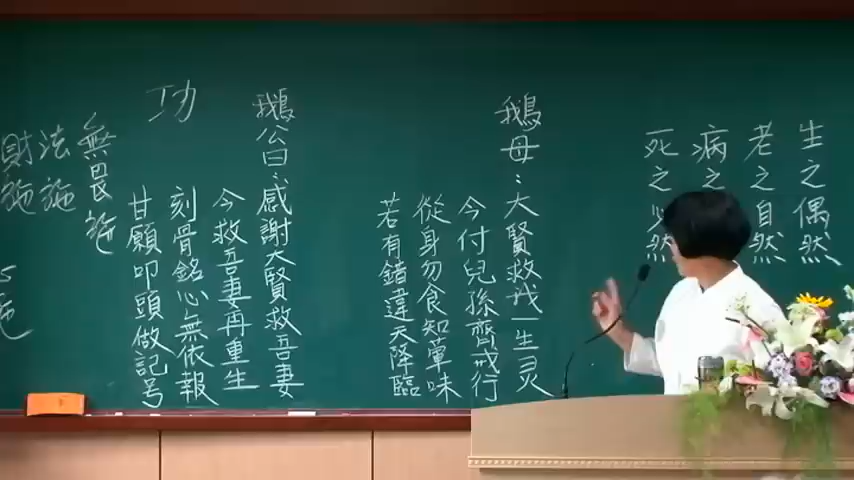 生之偶然
老之自然
病之
死之必然
鵝母：大賢救我一生灵
今付兒孫齊戒行
從身勿食知葷味
若有錯違天降臨
鵝公曰：感謝大賢救吾妻
今救吾妻再重生
刻骨銘心無依報
甘願叩頭做記号
功
無畏施
法施
財施
施